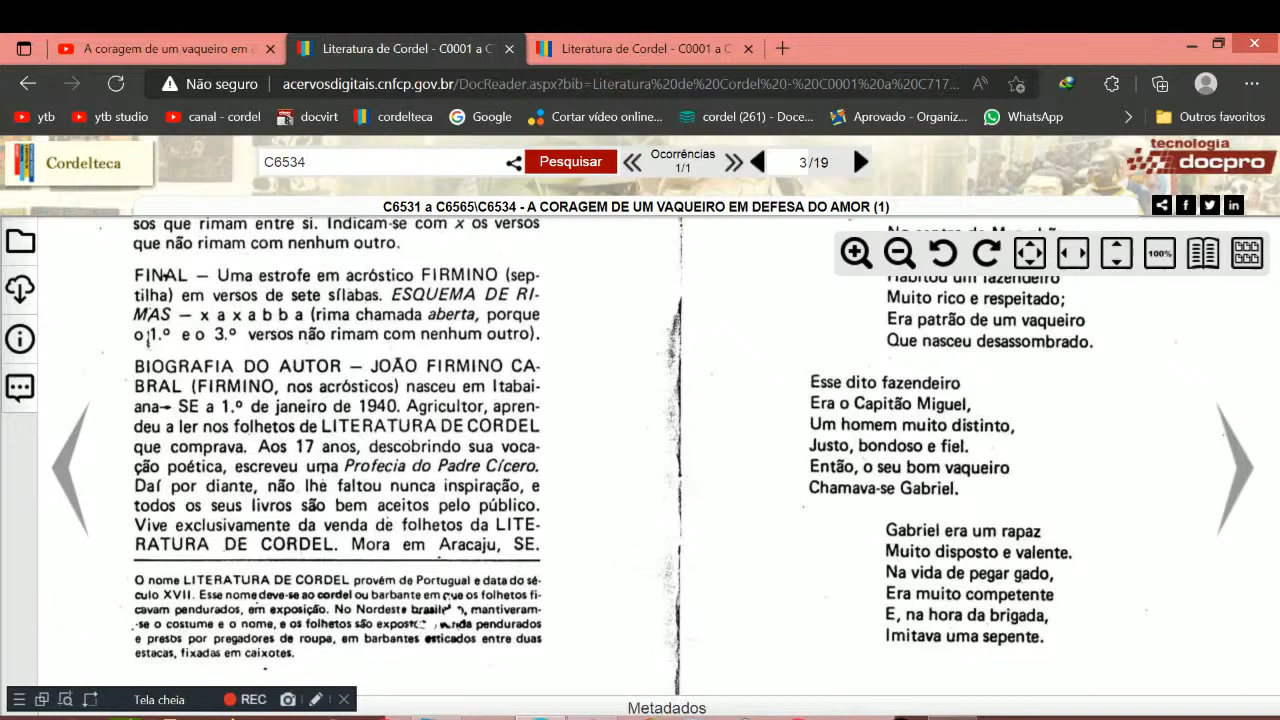 A coragem de um vaqueiro em
Literatura de Cordel - C0001 a C
Literatura de Cordel - C0001 a C
Não seguro
acervosdigitais.cnfcp.gov.br/DocReader.aspx?bib=Literatura%20de%20Cordel%20-%20C0001%20a%20C717...
ytb
ytb studio
canal - cordel
docvirt
cordelteca
Google
Cortar vídeo online...
cordel (261) - Doce...
Aprovado - Organiz...
WhatsApp
Outros favoritos
Cordelteca
C6534
Pesquisar
Ocorrências
1/1
3/19
tecnologia
docpro
C6531 a C6565\C6534 - A CORAGEM DE UM VAQUEIRO EM DEFESA DO AMOR (1)
100%
sos que rimam entre si. Indicam-se com x os versos
que não rimam com nenhum outro.
FINAL — Uma estrofe em acróstico FIRMINO (sep-
tilha) em versos de sete sílabas. ESQUEMA DE RI-
MAS — x a x a b b a (rima chamada aberta, porque
o 1.º e o 3.º versos não rimam com nenhum outro).
BIOGRAFIA DO AUTOR — JOÃO FIRMINO CA-
BRAL (FIRMINO, nos acrósticos) nasceu em Itabai-
ana — SE a 1.º de janeiro de 1940. Agricultor, apren-
deu a ler nos folhetos de LITERATURA DE CORDEL
que comprava. Aos 17 anos, descobrindo sua voca-
ção poética, escreveu uma Profecia do Padre Cícero.
Daí por diante, não lhe faltou nunca inspiração, e
todos os seus livros são bem aceitos pelo público.
Vive exclusivamente da venda de folhetos da LITE-
RATURA DE CORDEL. Mora em Aracaju, SE.
O nome LITERATURA DE CORDEL provém de Portugual e data do sé-
culo XVII. Esse nome deve-se ao cordel ou barbante em que os folhetos fi-
cavam pendurados, em exposição. No Nordeste mantiveram-
-se o costume e o nome, e os folhetos são pendurados
e presos por pregadores de roupa, em barbantes esticados entre duas
estacas, fixadas em caixotes.
Habitou um fazendeiro
Muito rico e respeitado;
Era patrão de um vaqueiro
Que nasceu desassombrado.
Esse dito fazendeiro
Era o Capitão Miguel,
Um homem muito distinto,
Justo, bondoso e fiel.
Então, o seu bom vaqueiro
Chamava-se Gabriel.
Gabriel era um rapaz
Muito disposto e valente.
Na vida de pegar gado,
Era muito competente
E, na hora da brigada,
Imitava uma sepente.
Tela cheia
REC
Metadados